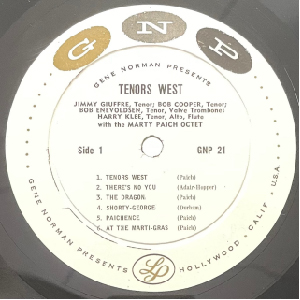 GNP
GENE NORMAN PRESENTS
TENORS WEST
JIMMY GIUFFRE, Tenor; BOB COOPER, Tenor;
BOB ENEVOLDSEN, Tenor, Valve Trombone;
HARRY KLEE, Tenor, Alto, Flute
with the MARTY PAICH OCTET
Side 1 GNP 21
1. TENORS WEST (Paich)
2. THERE'S NO YOU (Adair-Hopper)
3. THE DRAGON (Paich)
4. SHORTY-GEORGE
5. PAICHENCE (Paich)
6. AT THE MARTI-GRAS (Paich)
GENE NORMAN PRESENTS LP HOLLYWOOD - CALIF - U.S.A.